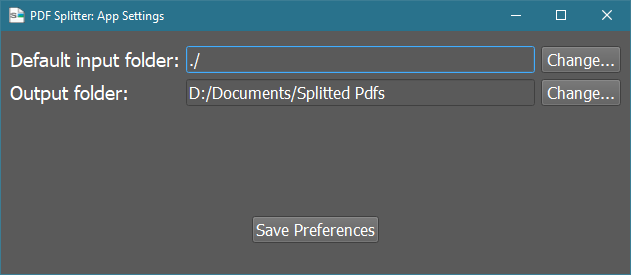 PDF Splitter: App Settings
Default input folder: ./ Change...
Output folder: D:/Documents/Splitted Pdfs Change...
Save Preferences